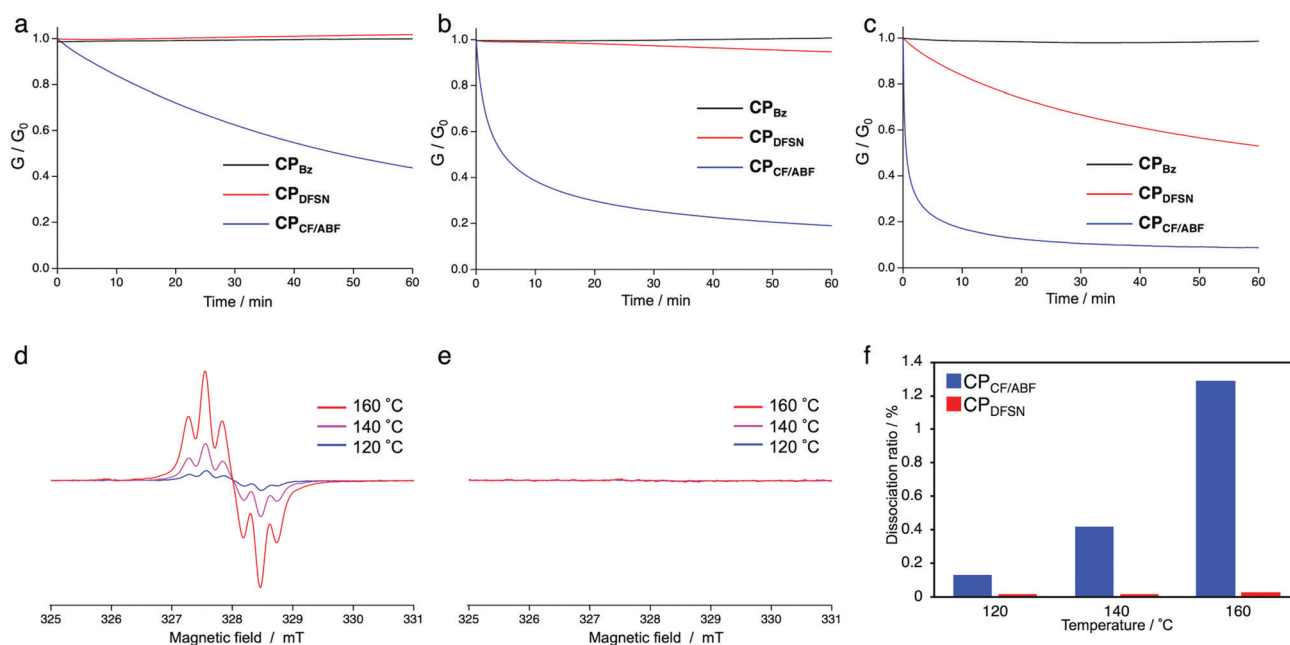 a
G / G0
1.0
0.8
0.6
0.4
0.2
0.0
CPBz
CPDFSN
CPCF/ABF
0 10 20 30 40 50 60
Time / min
b
G / G0
1.0
0.8
0.6
0.4
0.2
0.0
CPBz
CPDFSN
CPCF/ABF
0 10 20 30 40 50 60
Time / min
c
G / G0
1.0
0.8
0.6
0.4
0.2
0.0
CPBz
CPDFSN
CPCF/ABF
0 10 20 30 40 50 60
Time / min
d
160 ˚C
140 ˚C
120 ˚C
325 326 327 328 329 330 331
Magnetic field / mT
e
160 ˚C
140 ˚C
120 ˚C
325 326 327 328 329 330 331
Magnetic field / mT
f
Dissociation ratio / %
1.4
1.2
1
0.8
0.6
0.4
0.2
0
CPCF/ABF
CPDFSN
120 140 160
Temperature / ˚C